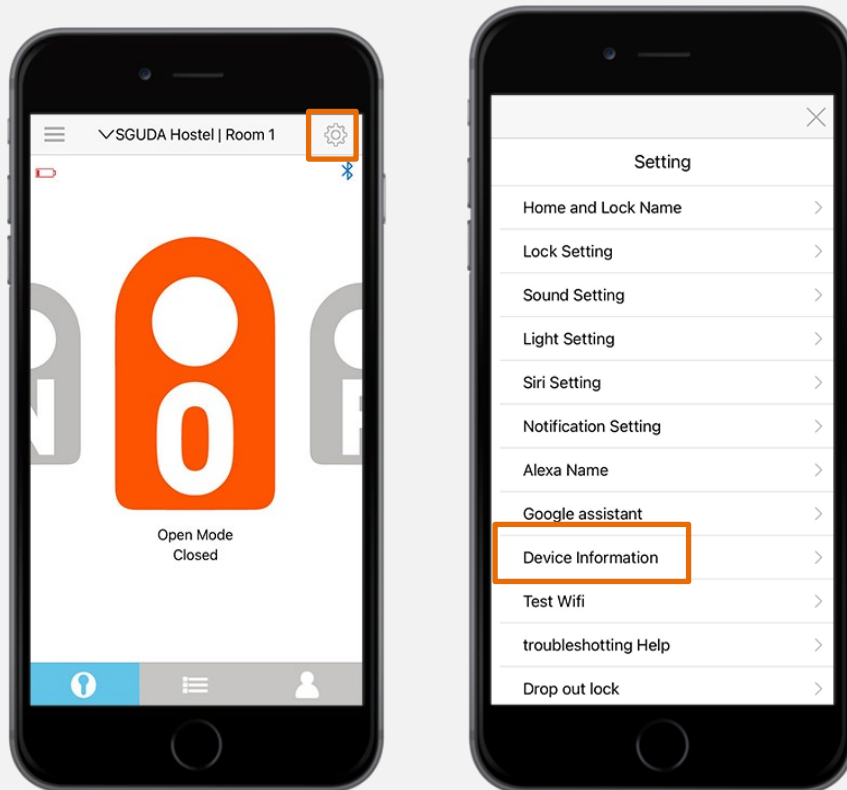 SGUDA Hostel | Room 1
N
O
Open Mode
Closed
Setting
Home and Lock Name
Lock Setting
Sound Setting
Light Setting
Siri Setting
Notification Setting
Alexa Name
Google assistant
Device Information
Test Wifi
troubleshotting Help
Drop out lock